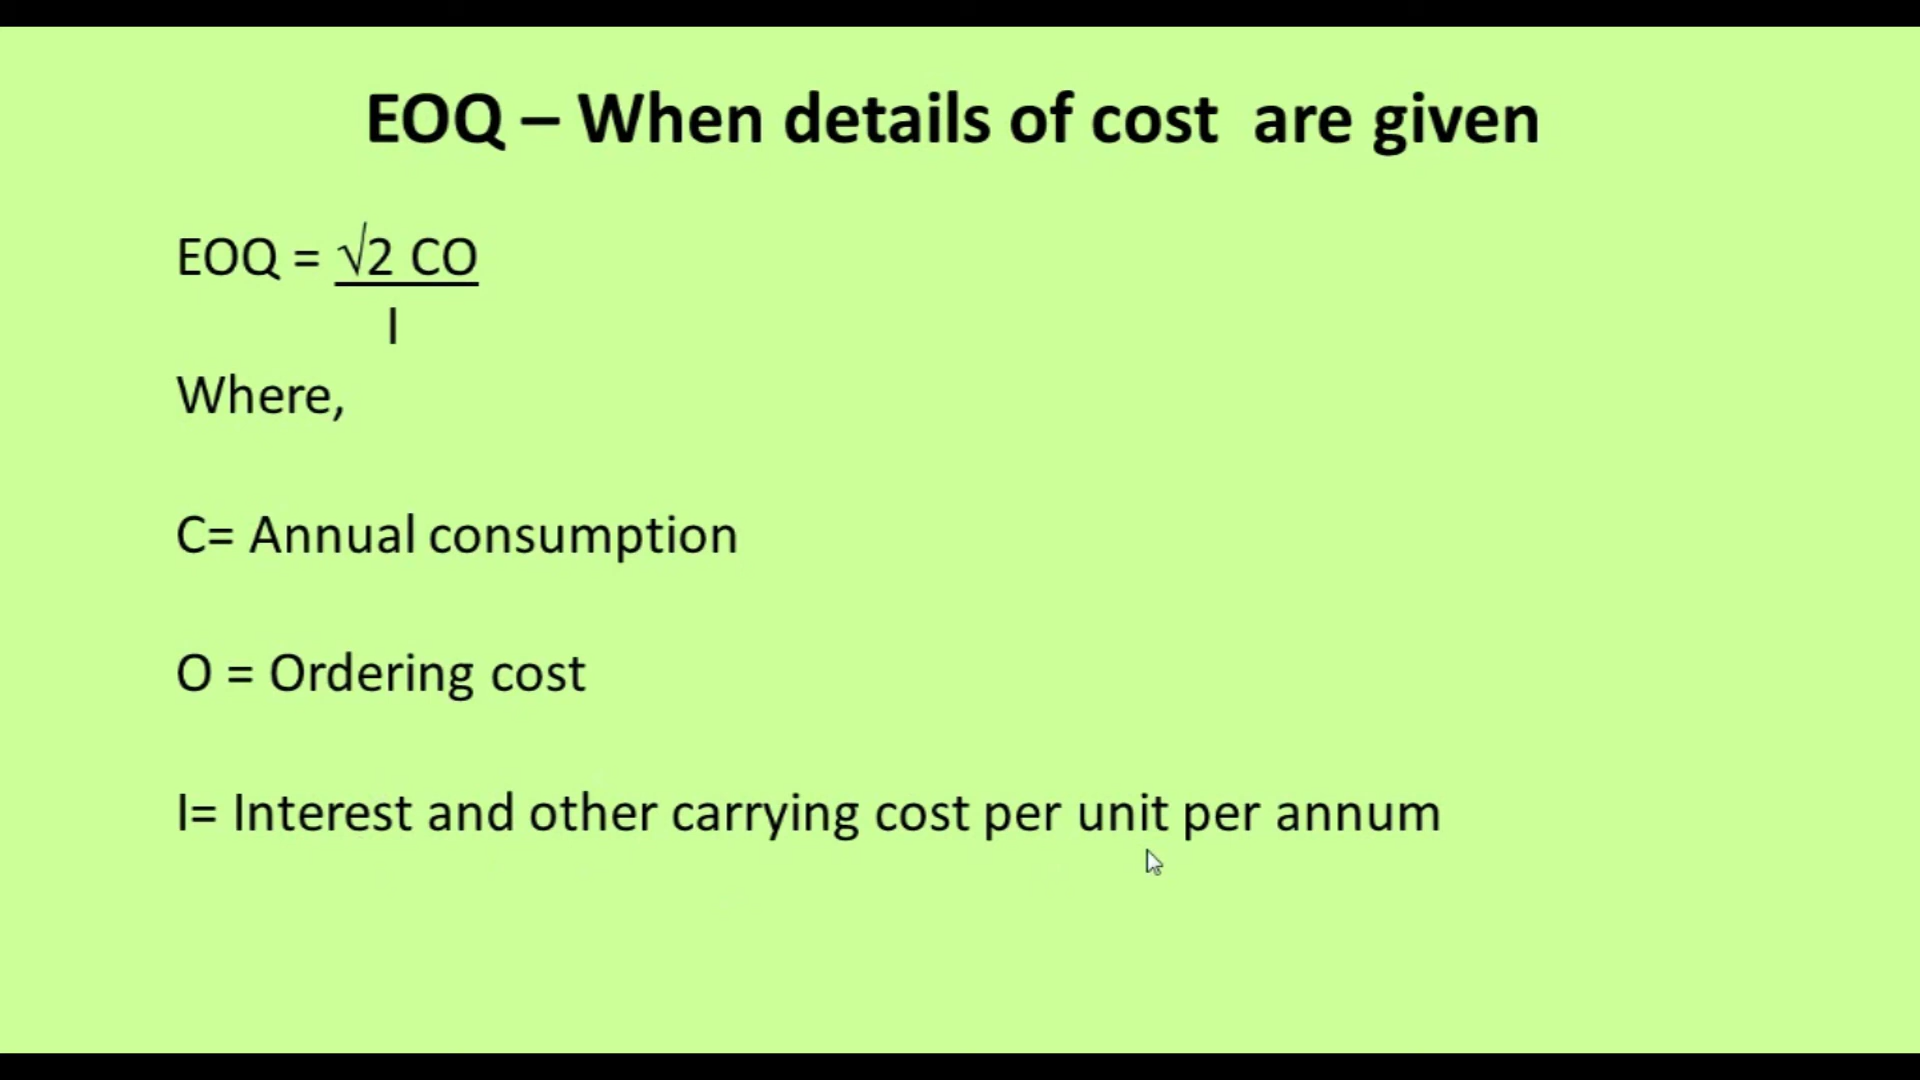 EOQ – When details of cost are given
EOQ = √2 CO
I
Where,
C= Annual consumption
O = Ordering cost
I= Interest and other carrying cost per unit per annum